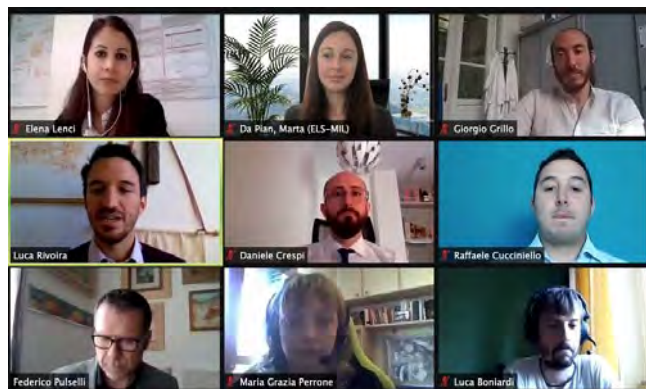 Elena Lenci
Da Pian, Marta (ELS-MIL)
Giorgio Grillo
Luca Rivoira
Daniele Crespi
Raffaele Cucciniello
Federico Pulselli
Maria Grazia Perrone
Luca Boniardi